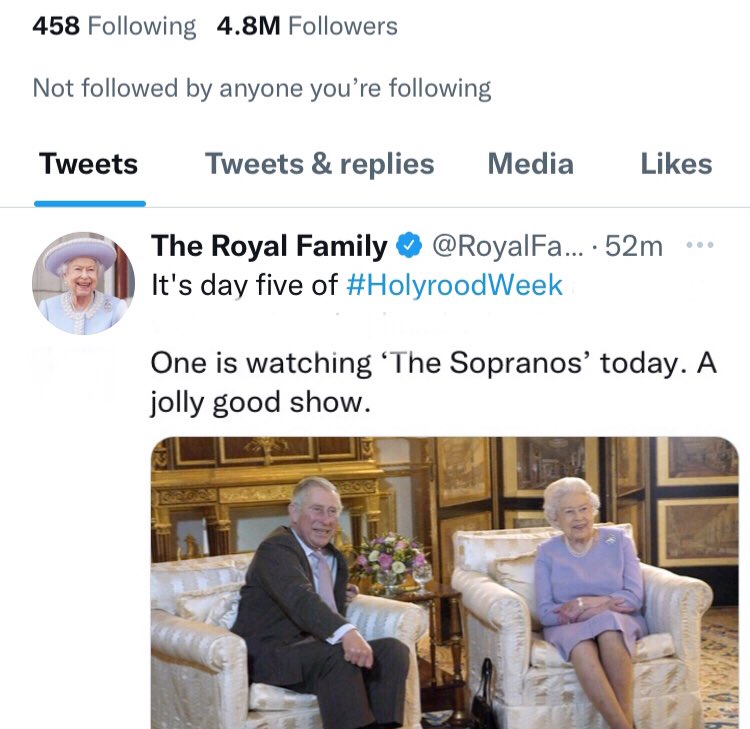 458 Following 4.8M Followers
Not followed by anyone you’re following
Tweets Tweets & replies Media Likes
The Royal Family @RoyalFa... · 52m
It's day five of #HolyroodWeek
One is watching ‘The Sopranos’ today. A
jolly good show.